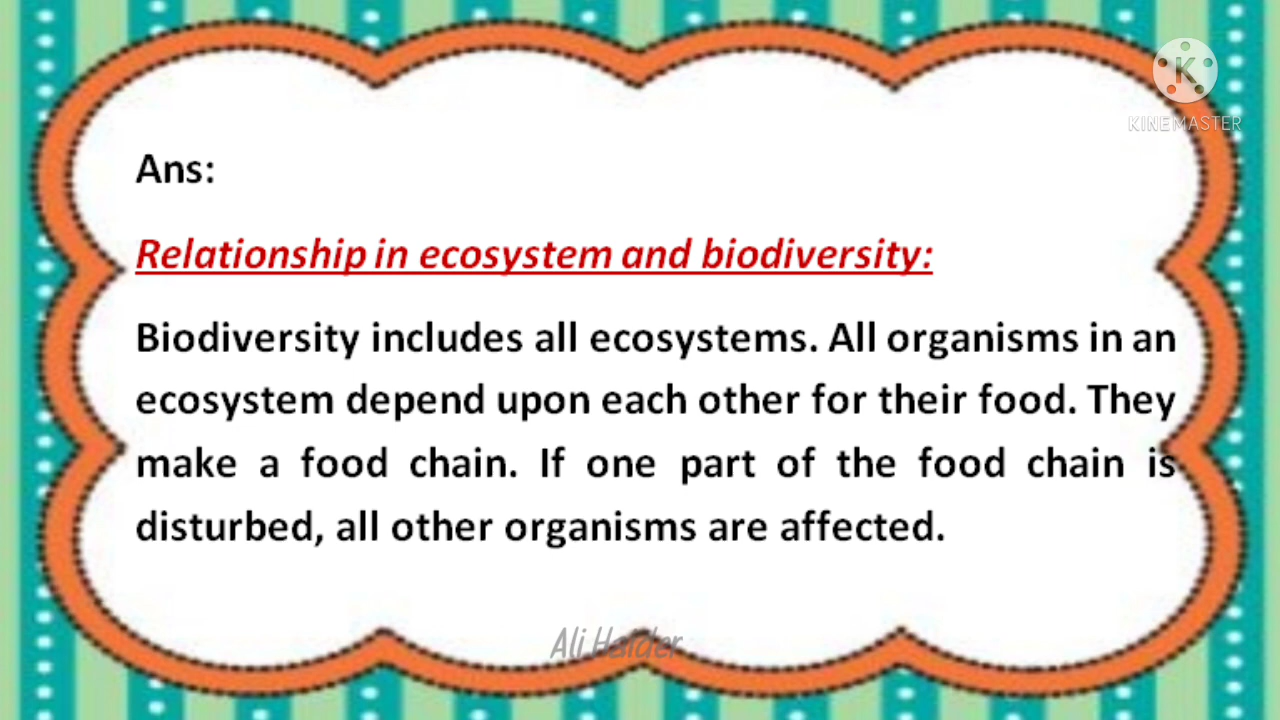 K
KINEMASTER
Ans:
Relationship in ecosystem and biodiversity:
Biodiversity includes all ecosystems. All organisms in an
ecosystem depend upon each other for their food. They
make a food chain. If one part of the food chain is
disturbed, all other organisms are affected.
Ali Haider